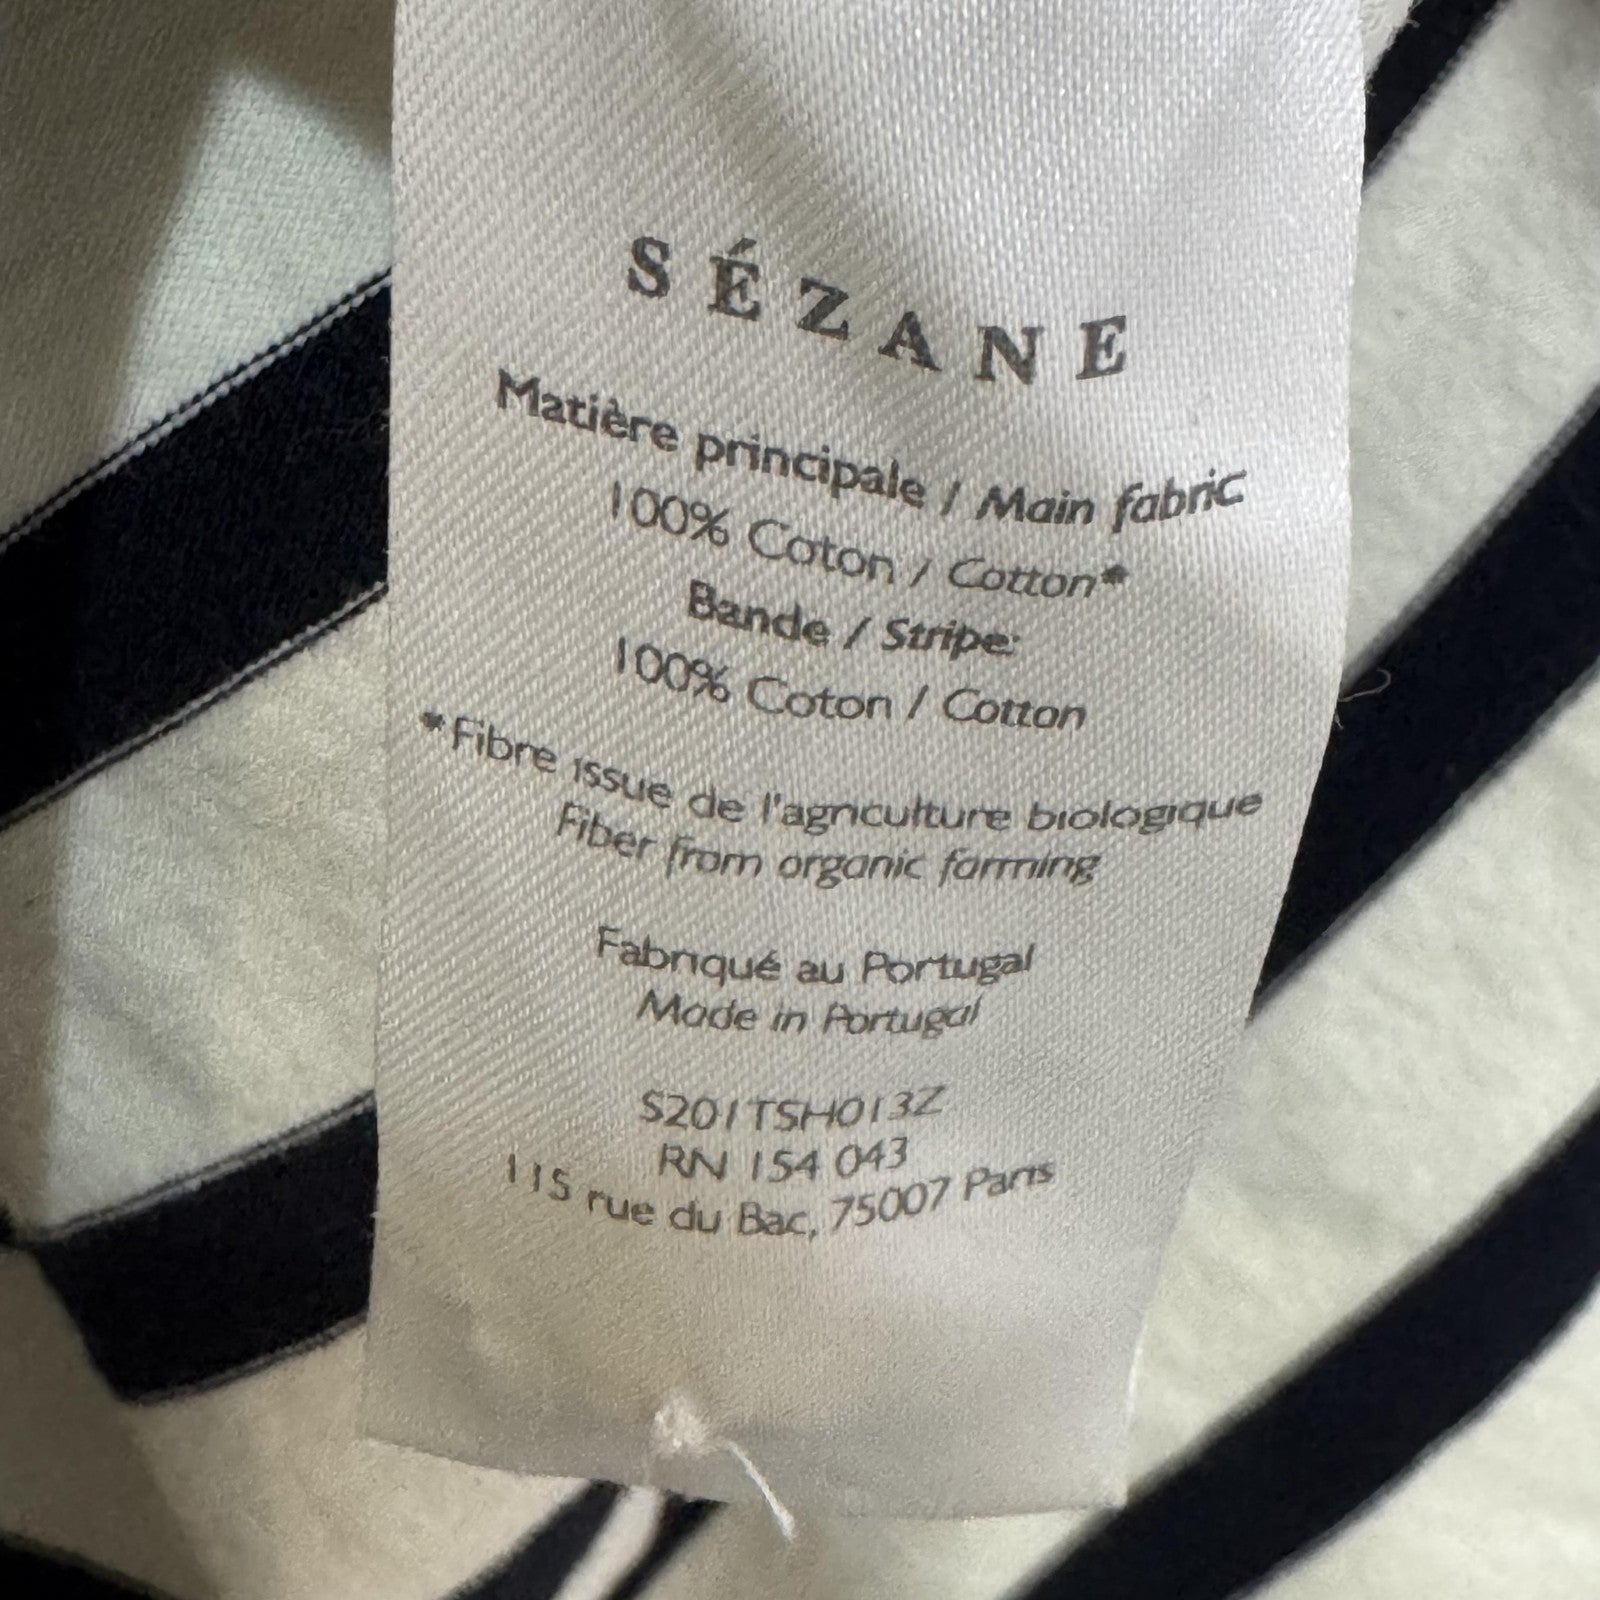 SÉZANE
Matière principale / Main fabric
100% Coton / Cotton*
Bande / Stripe:
100% Coton / Cotton
*Fibre issue de l'agriculture biologique
Fiber from organic farming
Fabriqué au Portugal
Made in Portugal
S201TSH013Z
RN 154 043
115 rue du Bac, 75007 Paris